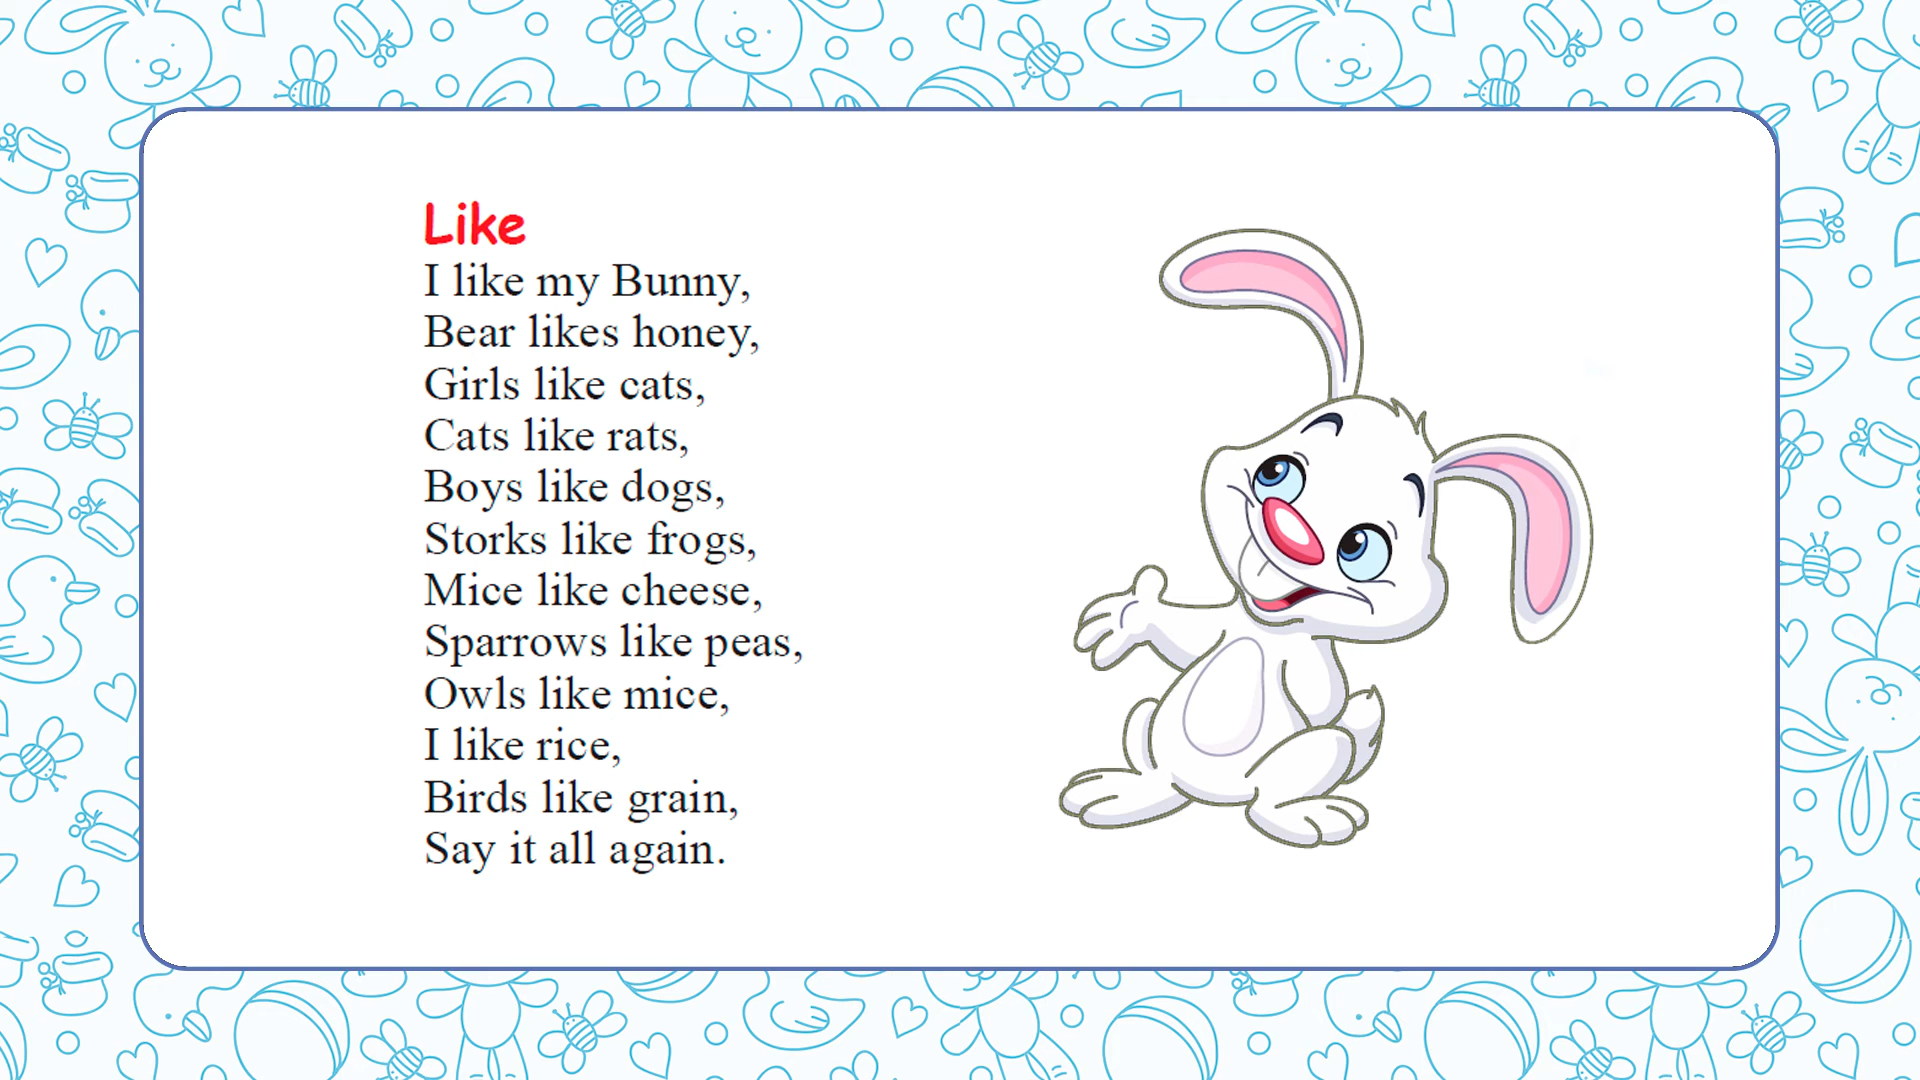 Like
I like my Bunny,
Bear likes honey,
Girls like cats,
Cats like rats,
Boys like dogs,
Storks like frogs,
Mice like cheese,
Sparrows like peas,
Owls like mice,
I like rice,
Birds like grain,
Say it all again.